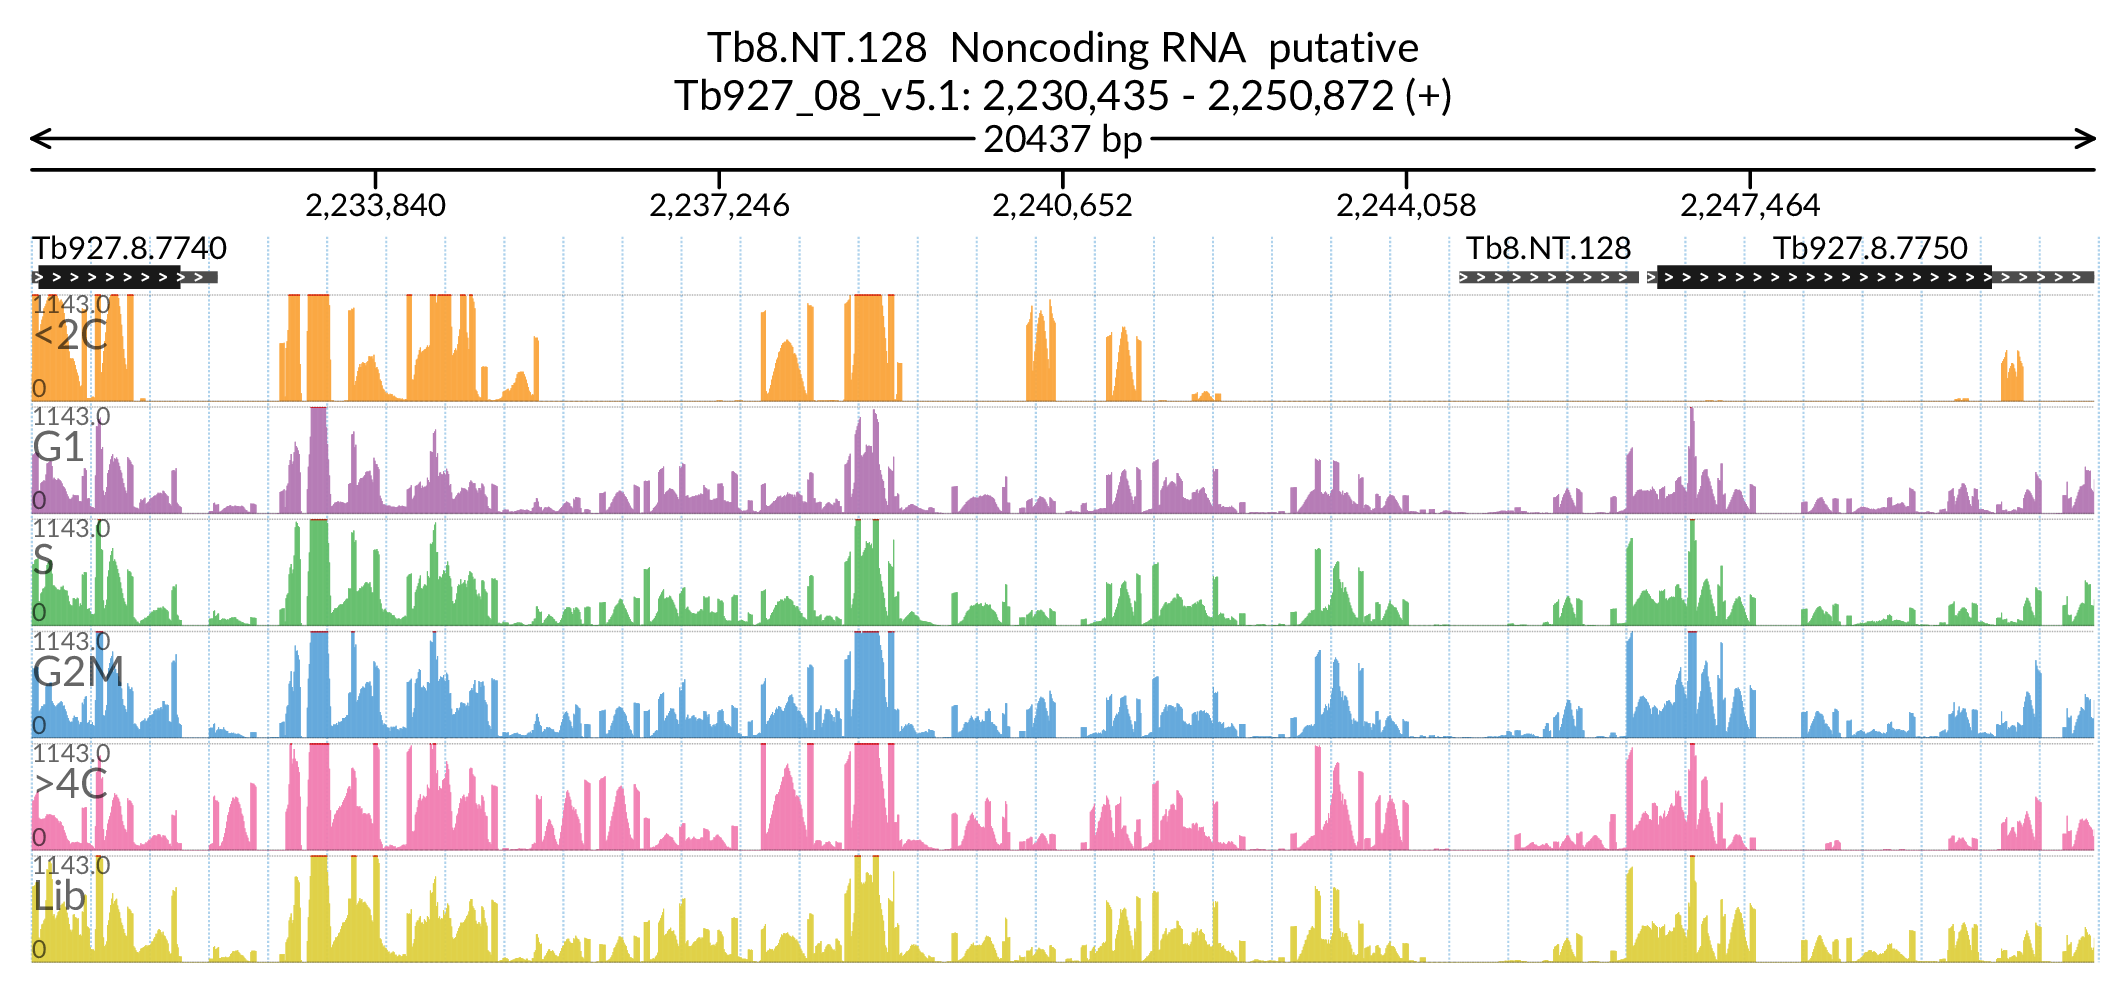 Tb8.NT.128 Noncoding RNA putative
Tb927_08_v5.1: 2,230,435 - 2,250,872 (+)
20437 bp
2,233,840 2,237,246 2,240,652 2,244,058 2,247,464
Tb927.8.7740 Tb8.NT.128 Tb927.8.7750
1143.0
<2C
0
1143.0
G1
0
1143.0
S
0
1143.0
G2M
0
1143.0
>4C
0
1143.0
Lib
0